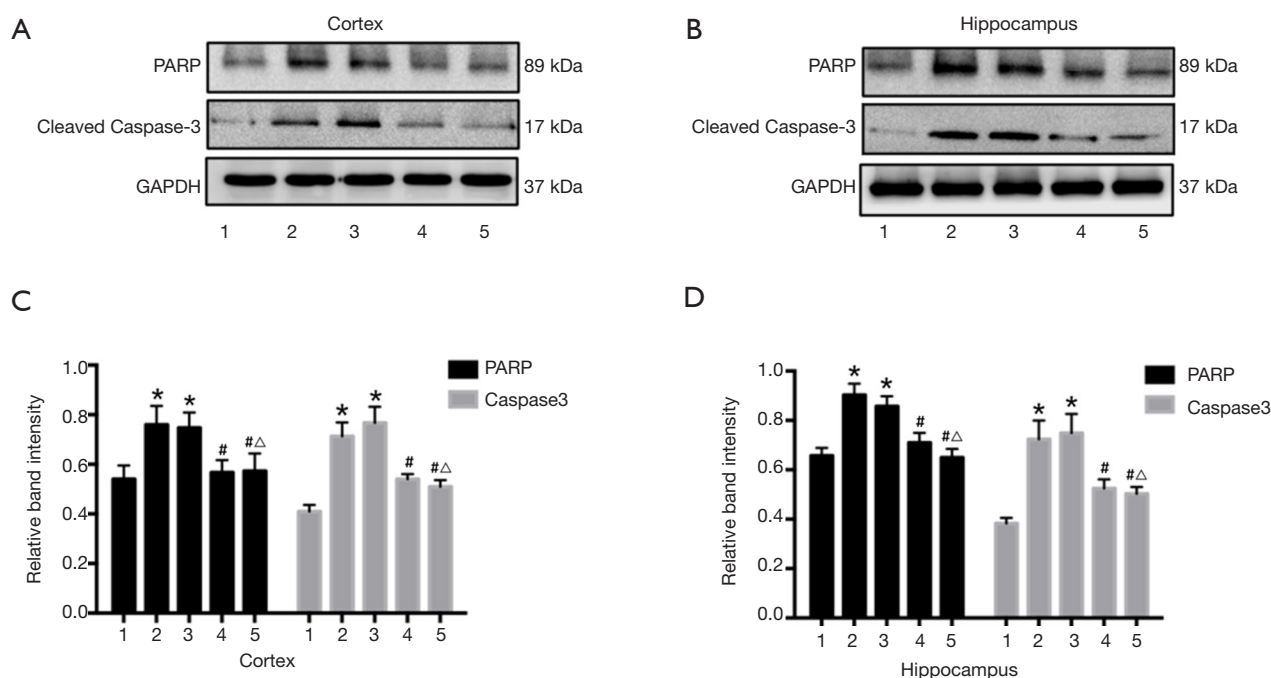 A
Cortex
PARP
89 kDa
Cleaved Caspase-3
17 kDa
GAPDH
37 kDa
1 2 3 4 5
B
Hippocampus
PARP
89 kDa
Cleaved Caspase-3
17 kDa
GAPDH
37 kDa
1 2 3 4 5
C
Relative band intensity
1.0
0.8
0.6
0.4
0.2
0.0
* * # #△ * * # #△
PARP
Caspase3
1 2 3 4 5 1 2 3 4 5
Cortex
D
Relative band intensity
1.0
0.8
0.6
0.4
0.2
0.0
* * # #△ * * # #△
PARP
Caspase3
1 2 3 4 5 1 2 3 4 5
Hippocampus